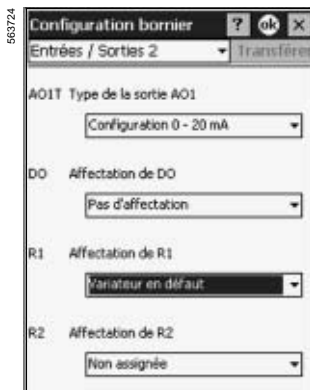 563724
Configuration bornier ? ok ×
Entrées / Sorties 2 Transférer
AO1T Type de la sortie AO1
Configuration 0 - 20 mA
DO Affectation de DO
Pas d'affectation
R1 Affectation de R1
Variateur en défaut
R2 Affectation de R2
Non assignée